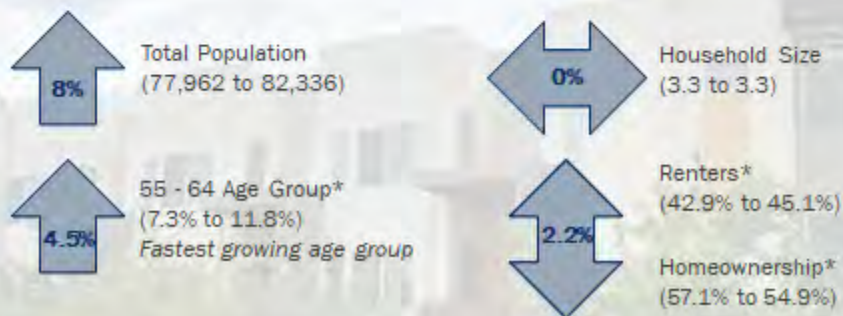 8%
Total Population
(77,962 to 82,336)
0%
Household Size
(3.3 to 3.3)
4.5%
55 - 64 Age Group*
(7.3% to 11.8%)
Fastest growing age group
2.2%
Renters*
(42.9% to 45.1%)
Homeownership*
(57.1% to 54.9%)